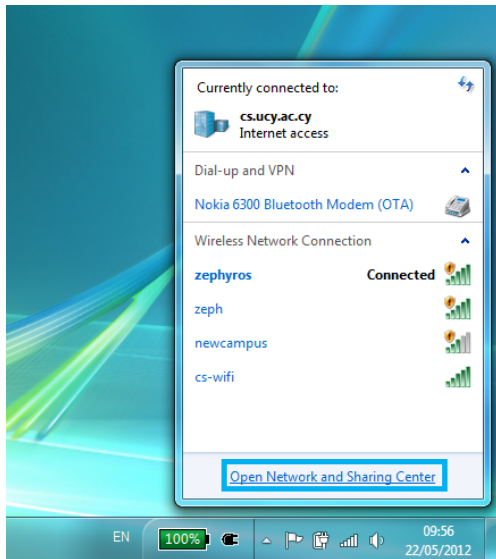 Currently connected to:
cs.ucy.ac.cy
Internet access
Dial-up and VPN
Nokia 6300 Bluetooth Modem (OTA)
Wireless Network Connection
zephyros Connected
zeph
newcampus
cs-wifi
Open Network and Sharing Center
EN 100% 09:56
22/05/2012